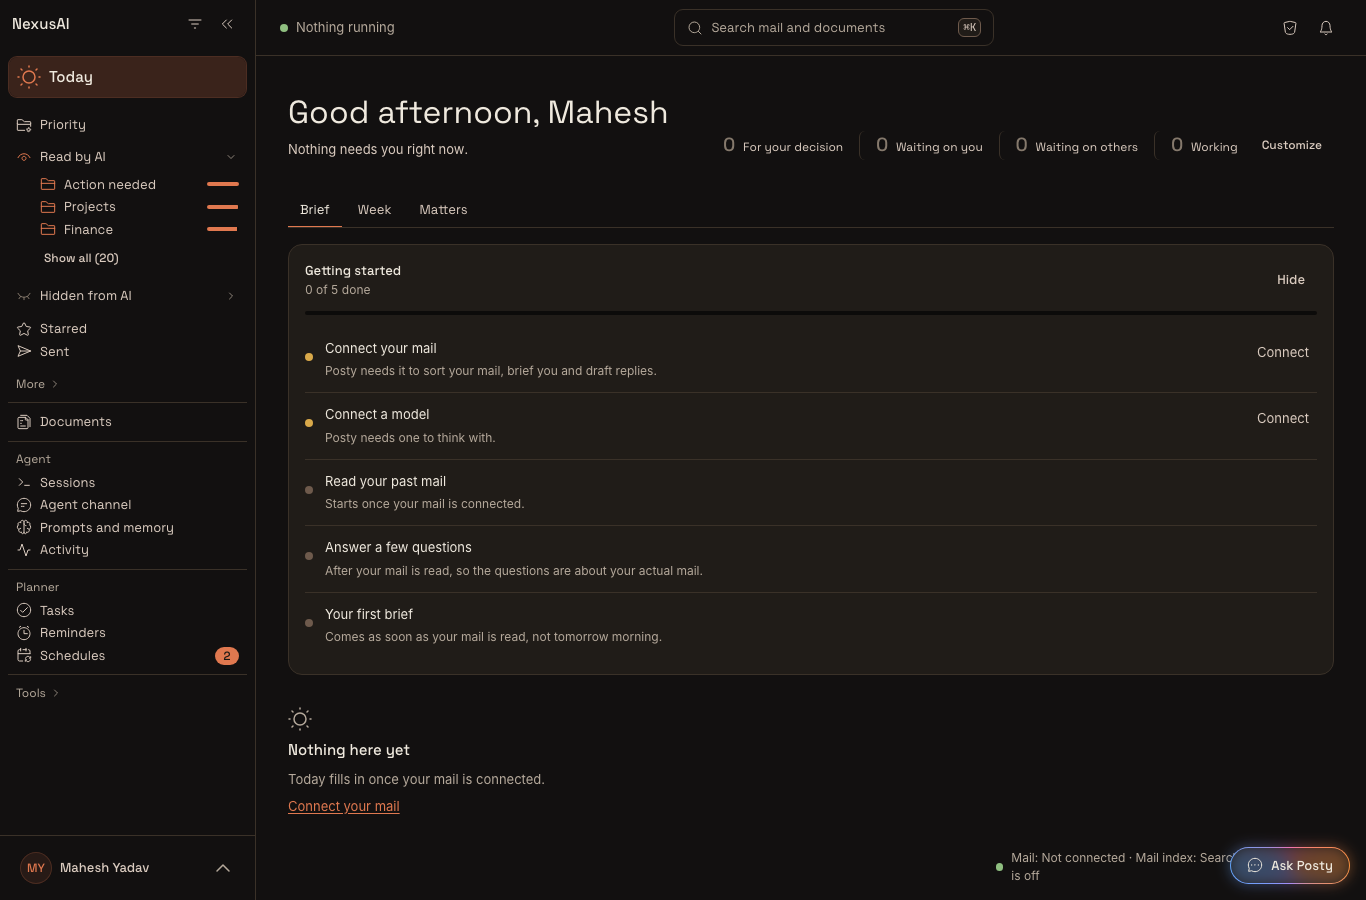 NexusAI
Today
Priority
Read by AI
Action needed
Projects
Finance
Show all (20)
Hidden from AI
Starred
Sent
More
Documents
Agent
Sessions
Agent channel
Prompts and memory
Activity
Planner
Tasks
Reminders
Schedules 2
Tools
MY Mahesh Yadav
Nothing running
Search mail and documents ⌘K
Good afternoon, Mahesh
Nothing needs you right now.
0 For your decision 0 Waiting on you 0 Waiting on others 0 Working Customize
Brief Week Matters
Getting started
0 of 5 done
Hide
Connect your mail
Posty needs it to sort your mail, brief you and draft replies.
Connect
Connect a model
Posty needs one to think with.
Connect
Read your past mail
Starts once your mail is connected.
Answer a few questions
After your mail is read, so the questions are about your actual mail.
Your first brief
Comes as soon as your mail is read, not tomorrow morning.
Nothing here yet
Today fills in once your mail is connected.
Connect your mail
Mail: Not connected · Mail index:
is off
Ask Posty